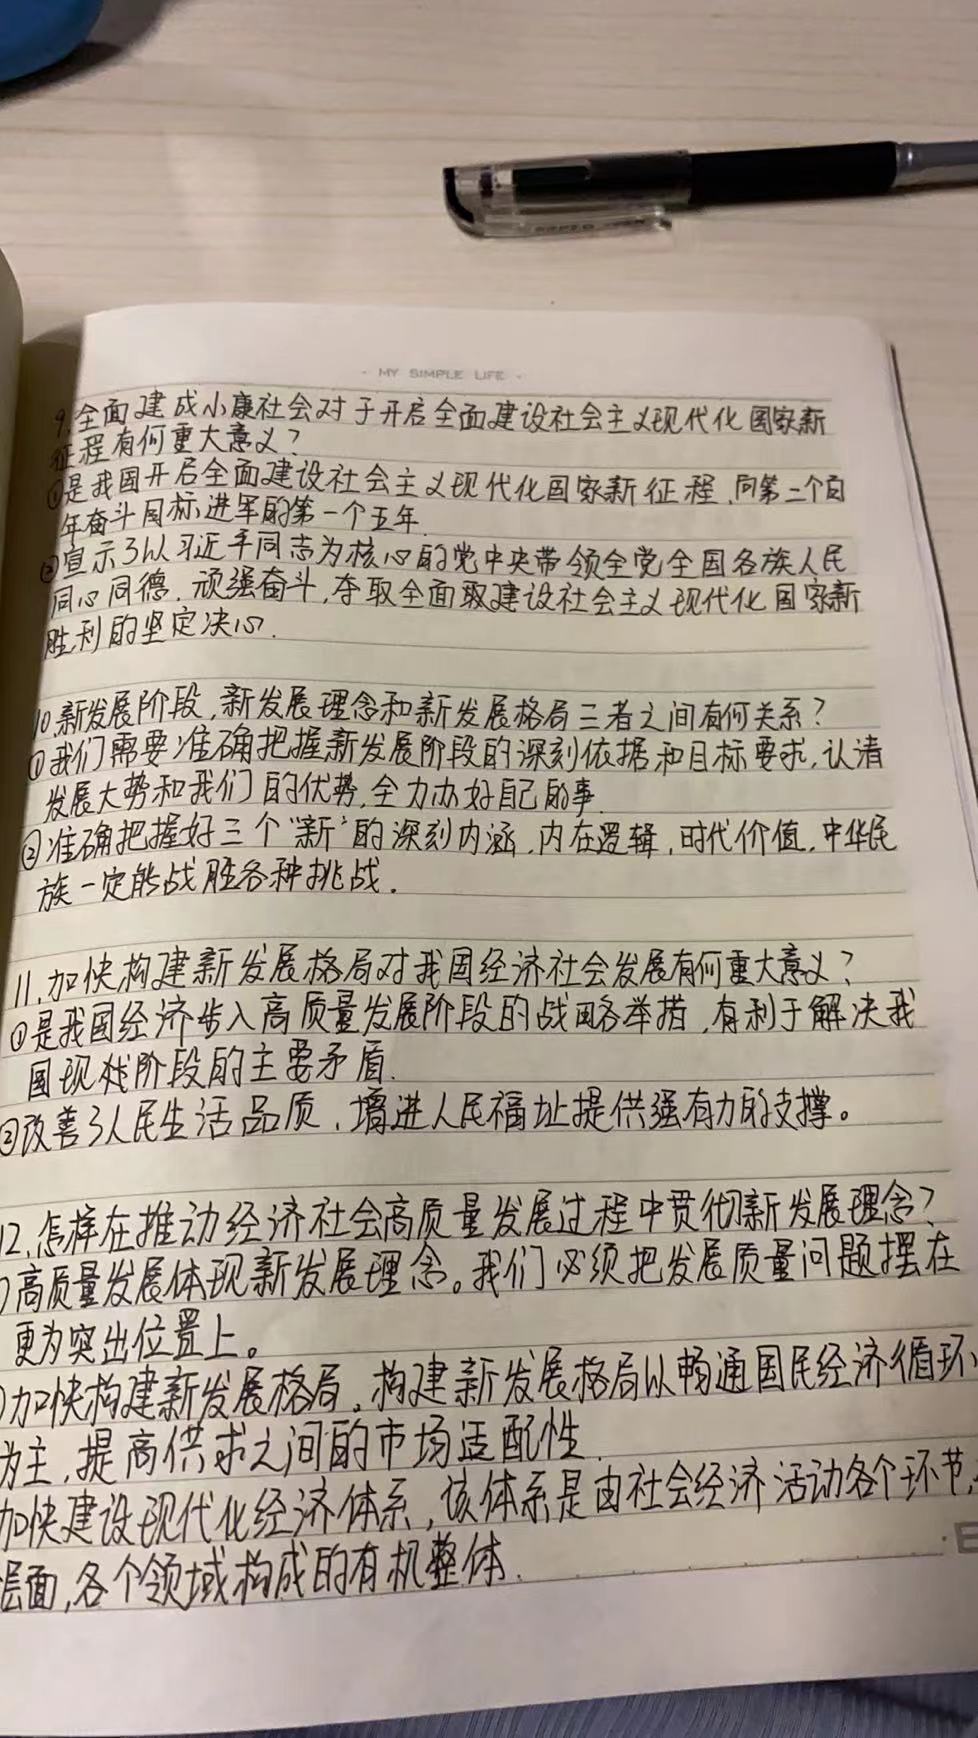 · MY SIMPLE LIFE ·
9.全面建成小康社会对于开启全面建设社会主义现代化国家新
征程有何重大意义?
①是我国开启全面建设社会主义现代化国家新征程,向第二个百
年奋斗目标进军的第一个五年.
②宣示了以习近平同志为核心的党中央带领全党全国各族人民
同心同德,顽强奋斗,夺取全面取建设社会主义现代化国家新
胜利的坚定决心.
10.新发展阶段,新发展理念和新发展格局三者之间有何关系?
①我们需要准确把握新发展阶段的深刻依据和目标要求,认清
发展大势和我们的优势,全力办好自己的事.
②准确把握好三个"新"的深刻内涵,内在逻辑,时代价值,中华民
族一定能战胜各种挑战.
11.加快构建新发展格局对我国经济社会发展有何重大意义?
①是我国经济步入高质量发展阶段的战略举措,有利于解决我
国现阶段的主要矛盾.
②改善了人民生活品质,增进人民福址提供强有力的支撑。
12.怎样在推动经济社会高质量发展过程中贯彻新发展理念?
)高质量发展体现新发展理念。我们必须把发展质量问题摆在
更为突出位置上。
)加快构建新发展格局。构建新发展格局以畅通国民经济循环
为主,提高供求之间的市场适配性.
加快建设现代化经济体系,该体系是由社会经济活动各个环节,
层面,各个领域构成的有机整体.